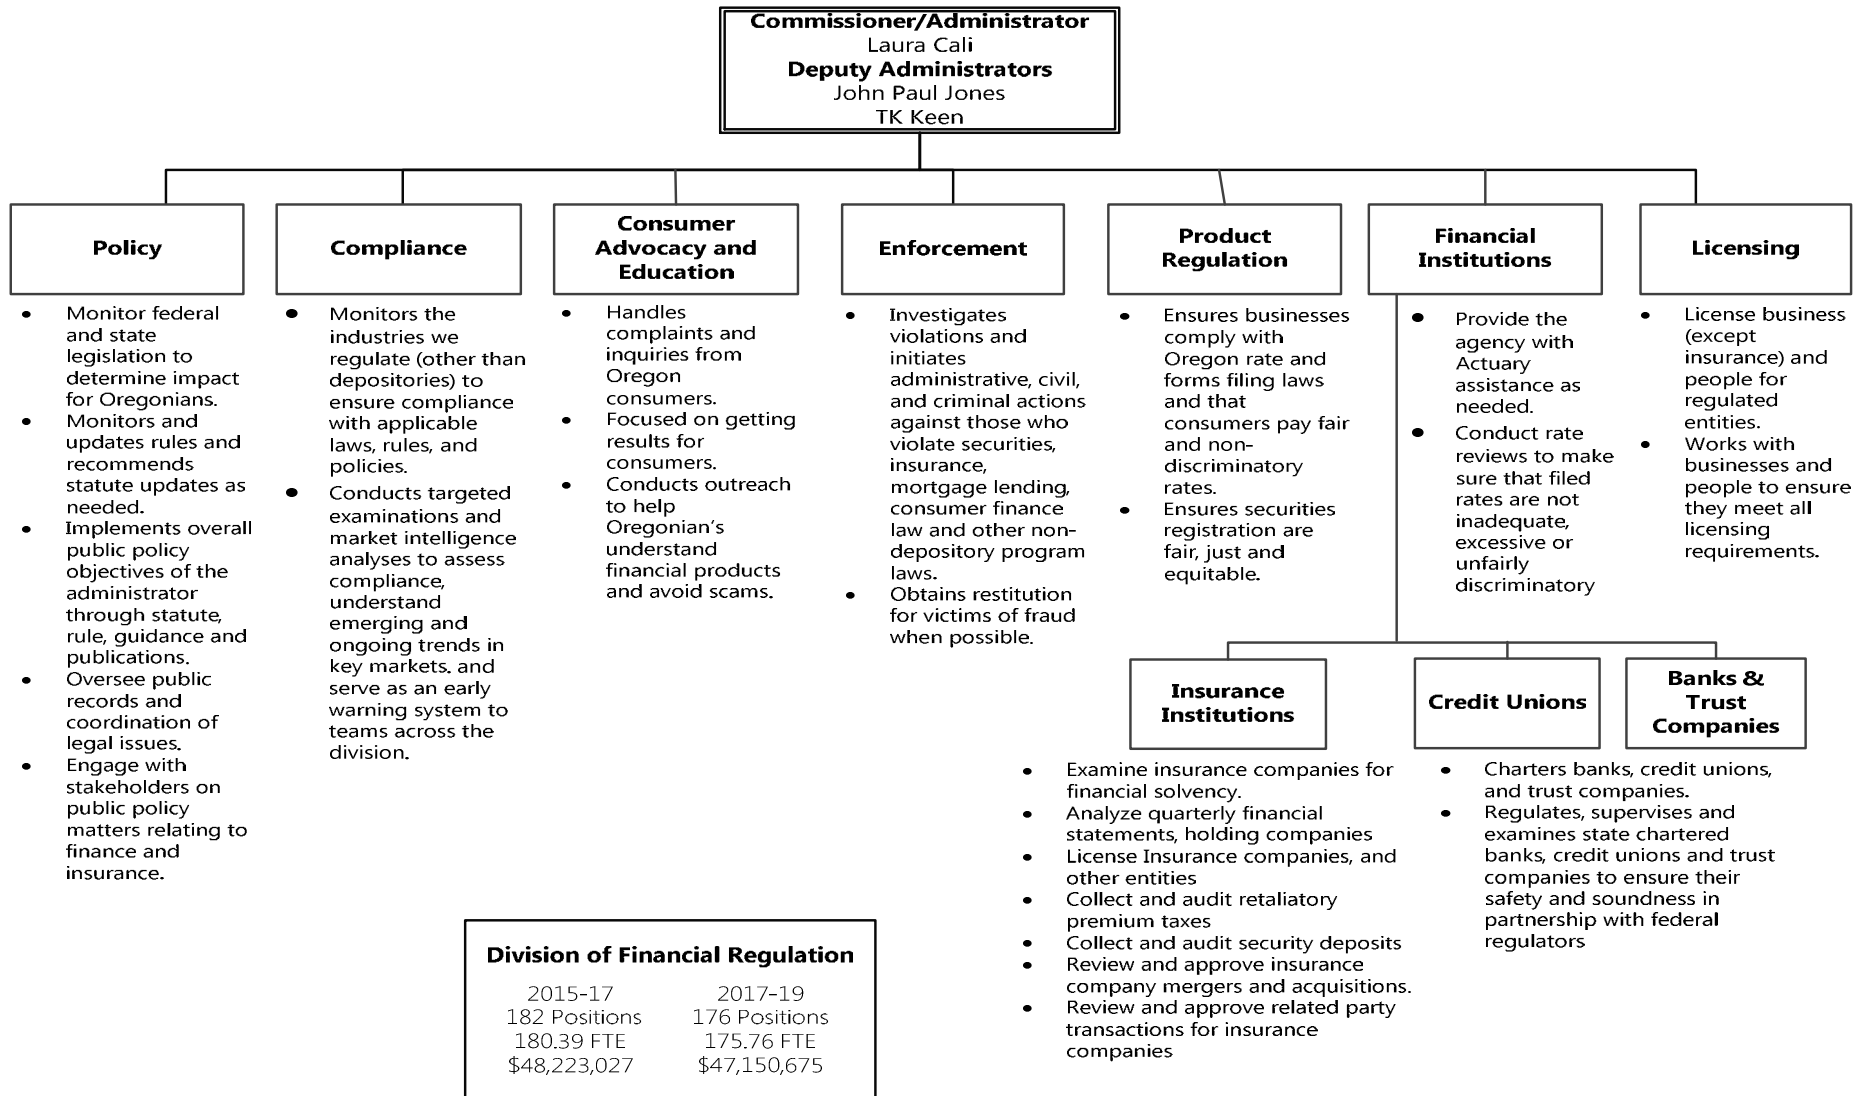 Commissioner/Administrator
Laura Cali
Deputy Administrators
John Paul Jones
TK Keen
Policy
Compliance
Consumer
Advocacy and
Education
Enforcement
Product
Regulation
Financial
Institutions
Licensing
• Monitor federal
and state
legislation to
determine impact
for Oregonians.
• Monitors and
updates rules and
recommends
statute updates as
needed.
• Implements overall
public policy
objectives of the
administrator
through statute,
rule, guidance and
publications.
• Oversee public
records and
coordination of
legal issues.
• Engage with
stakeholders on
public policy
matters relating to
finance and
insurance.
• Monitors the
industries we
regulate (other than
depositories) to
ensure compliance
with applicable
laws, rules, and
policies.
• Conducts targeted
examinations and
market intelligence
analyses to assess
compliance,
understand
emerging and
ongoing trends in
key markets. and
serve as an early
warning system to
teams across the
division.
• Handles
complaints and
inquiries from
Oregon
consumers.
• Focused on getting
results for
consumers.
• Conducts outreach
to help
Oregonian's
understand
financial products
and avoid scams.
• Investigates
violations and
initiates
administrative, civil,
and criminal actions
against those who
violate securities,
insurance,
mortgage lending,
consumer finance
law and other non-
depository program
laws.
• Obtains restitution
for victims of fraud
when possible.
• Ensures businesses
comply with
Oregon rate and
forms filing laws
and that
consumers pay fair
and non-
discriminatory
rates.
• Ensures securities
registration are
fair, just and
equitable.
• Provide the
agency with
Actuary
assistance as
needed.
• Conduct rate
reviews to make
sure that filed
rates are not
inadequate,
excessive or
unfairly
discriminatory
• License business
(except
insurance) and
people for
regulated
entities.
• Works with
businesses and
people to ensure
they meet all
licensing
requirements.
Insurance
Institutions
Credit Unions
Banks &
Trust
Companies
• Examine insurance companies for
financial solvency.
• Analyze quarterly financial
statements, holding companies
• License Insurance companies, and
other entities
• Collect and audit retaliatory
premium taxes
• Collect and audit security deposits
• Review and approve insurance
company mergers and acquisitions.
• Review and approve related party
transactions for insurance
companies
• Charters banks, credit unions,
and trust companies.
• Regulates, supervises and
examines state chartered
banks, credit unions and trust
companies to ensure their
safety and soundness in
partnership with federal
regulators
Division of Financial Regulation
2015-17 2017-19
182 Positions 176 Positions
180.39 FTE 175.76 FTE
$48,223,027 $47,150,675